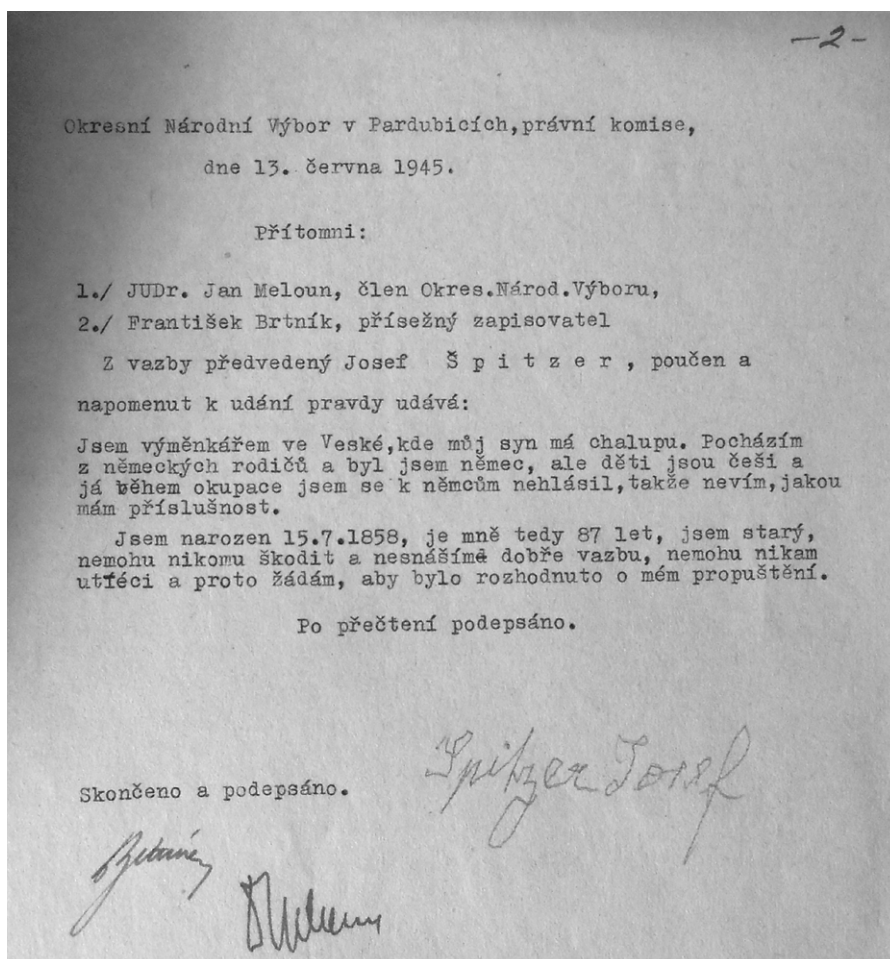 -2-
Okresní Národní Výbor v Pardubicích,právní komise,
dne 13. června 1945.
Přítomni:
1./ JUDr. Jan Meloun, člen Okres.Národ.Výboru,
2./ František Brtník, přísežný zapisovatel
Z vazby předvedený Josef Š p i t z e r , poučen a
napomenut k udání pravdy udává:
Jsem výměnkářem ve Veské,kde můj syn má chalupu. Pocházím
z německých rodičů a byl jsem němec, ale děti jsou češi a
já během okupace jsem se k němcům nehlásil,takže nevím,jakou
mám příslušnost.
Jsem narozen 15.7.1858, je mně tedy 87 let, jsem starý,
nemohu nikomu škodit a nesnáším dobře vazbu, nemohu nikam
utéci a proto žádám, aby bylo rozhodnuto o mém propuštění.
Po přečtení podepsáno.
Spitzer Josef
Skončeno a podepsáno.